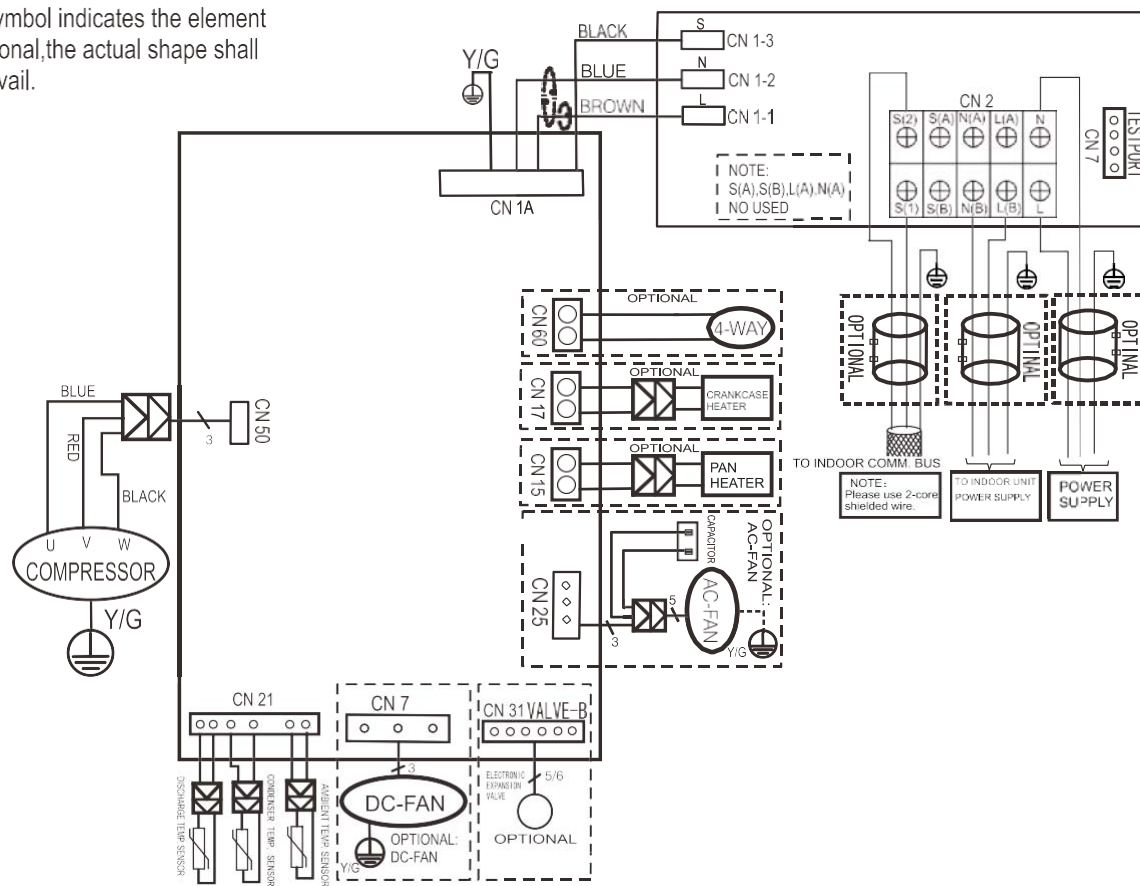 ymbol indicates the element
onal,the actual shape shall
vail.
Y/G
BLACK
BLUE
BROWN
3
S
CN 1-3
N
CN 1-2
L
CN 1-1
CN 1A
NOTE:
S(A),S(B),L(A),N(A)
NO USED
CN 2
S(2) S(A) N(A) L(A) N
S(1) S(B) N(B) L(B) L
CN 7
TESTPORT
OPTIONAL
OPTINAL
OPTINAL
TO INDOOR COMM. BUS
NOTE:
Please use 2-core
shielded wire.
TO INDOOR UNIT
POWER SUPPLY
POWER
SUPPLY
CN60
OPTIONAL
4-WAY
CN 17
OPTIONAL
CRANKCASE
HEATER
CN15
OPTIONAL
PAN
HEATER
CN 25
3
5
CAPACITOR
AC-FAN
OPTIONAL:
AC-FAN
Y/G
BLUE
RED
BLACK
3
CN 50
U V W
COMPRESSOR
Y/G
CN 21
DISCHARGE TEMP SENSOR
CONDENSER TEMP. SENSOR
AMBIENT TEMP. SENSOR
CN 7
3
DC-FAN
OPTIONAL:
DC-FAN
Y/G
CN 31 VALVE-B
ELECTRONIC
EXPANSION
VALVE
5/6
OPTIONAL